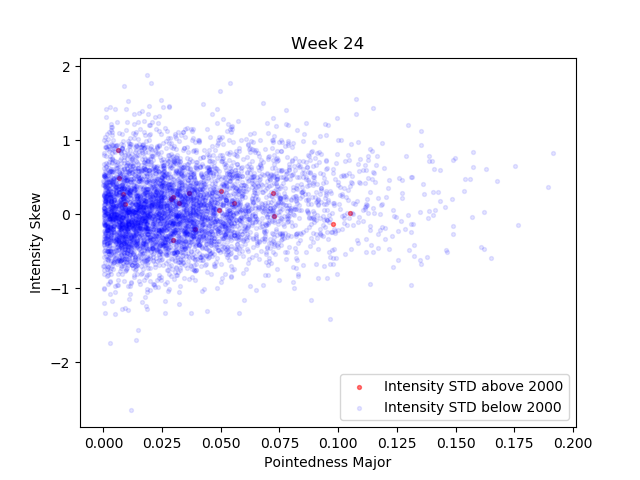 Week 24
2
1
0
−1
−2
Intensity Skew
Intensity STD above 2000
Intensity STD below 2000
0.000 0.025 0.050 0.075 0.100 0.125 0.150 0.175 0.200
Pointedness Major